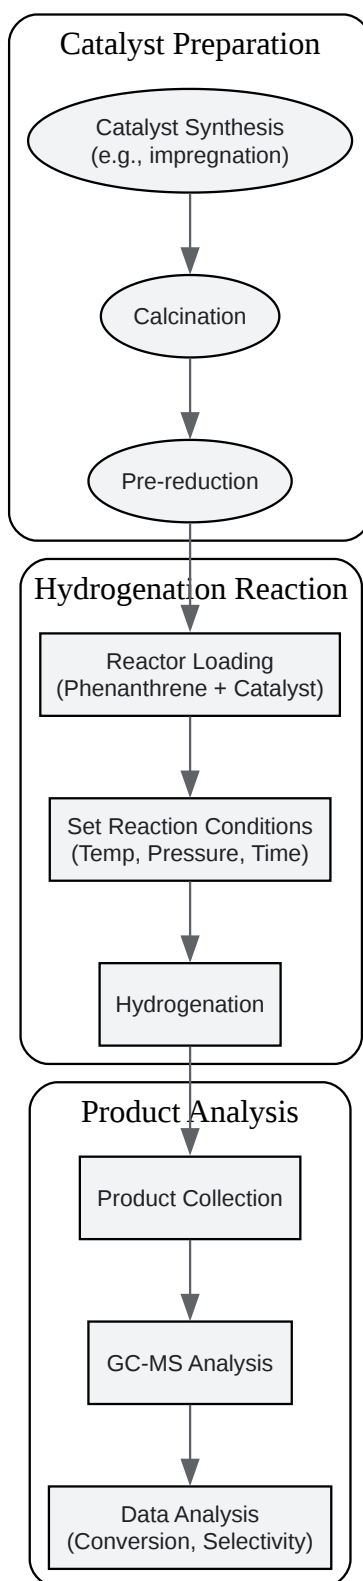 Catalyst Preparation
Catalyst Synthesis
(e.g., impregnation)
Calcination
Pre-reduction
Hydrogenation Reaction
Reactor Loading
(Phenanthrene + Catalyst)
Set Reaction Conditions
(Temp, Pressure, Time)
Hydrogenation
Product Analysis
Product Collection
GC-MS Analysis
Data Analysis
(Conversion, Selectivity)